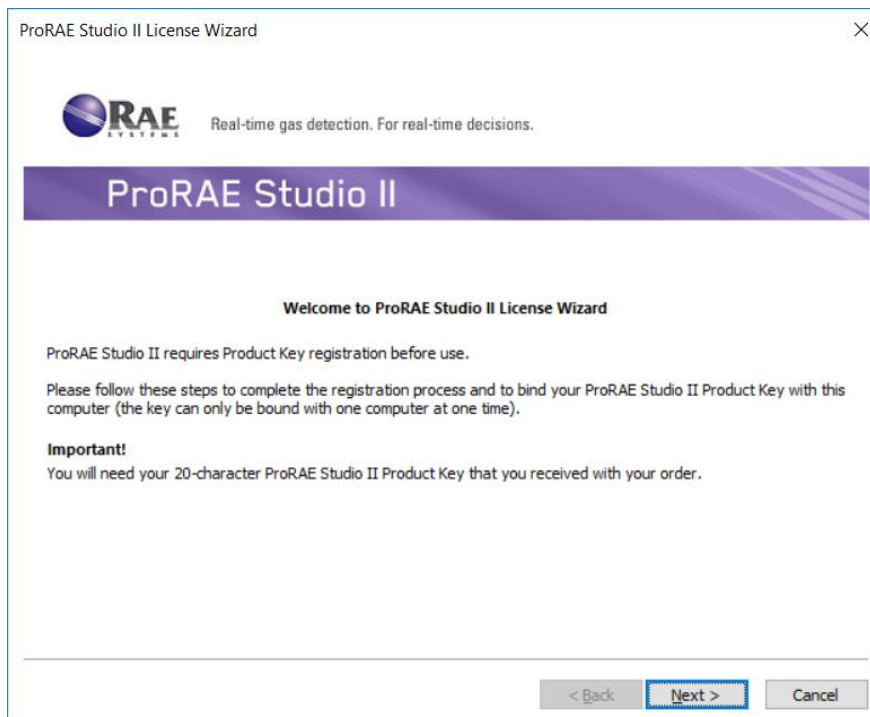 ProRAE Studio II License Wizard
RAE
SYSTEMS
Real-time gas detection. For real-time decisions.
ProRAE Studio II
Welcome to ProRAE Studio II License Wizard
ProRAE Studio II requires Product Key registration before use.
Please follow these steps to complete the registration process and to bind your ProRAE Studio II Product Key with this
computer (the key can only be bound with one computer at one time).
Important!
You will need your 20-character ProRAE Studio II Product Key that you received with your order.
< Back Next > Cancel